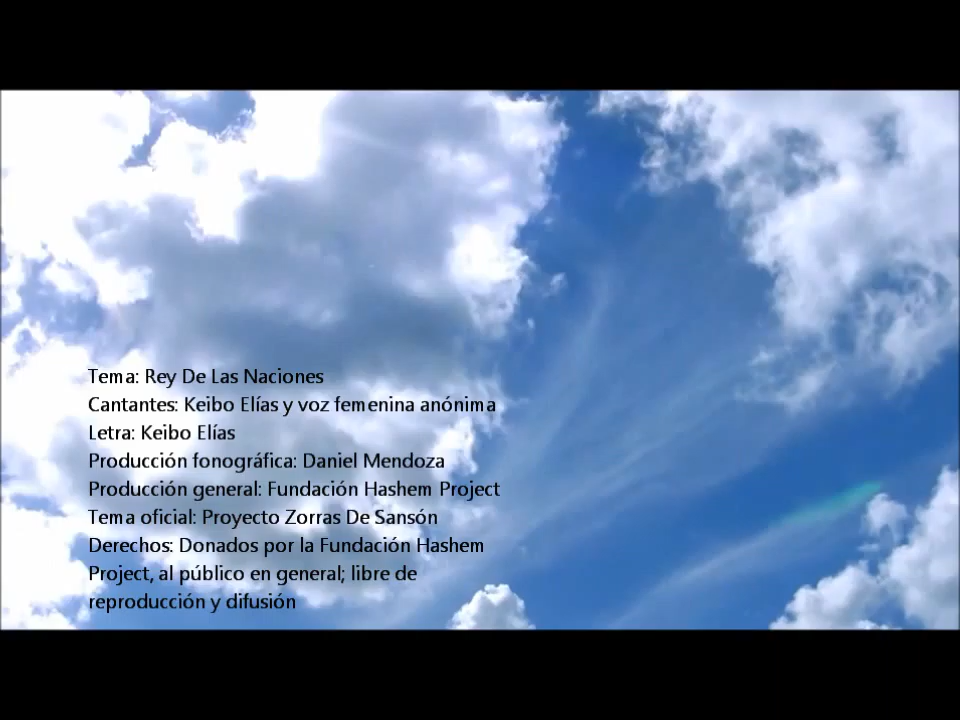 Tema: Rey De Las Naciones
Cantantes: Keibo Elías y voz femenina anónima
Letra: Keibo Elías
Producción fonográfica: Daniel Mendoza
Producción general: Fundación Hashem Project
Tema oficial: Proyecto Zorras De Sansón
Derechos: Donados por la Fundación Hashem
Project, al público en general; libre de
reproducción y difusión